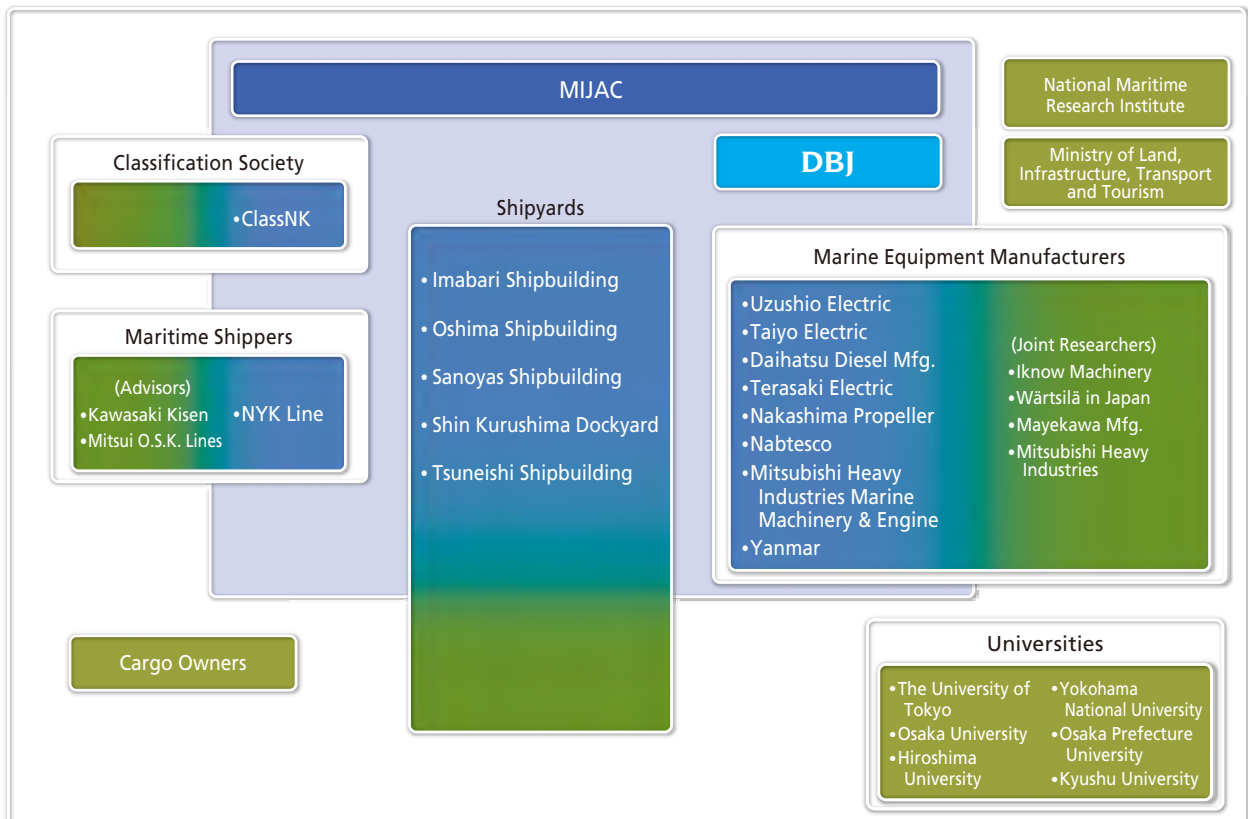 MIJAC
National Maritime
Research Institute
DBJ
Ministry of Land,
Infrastructure, Transport
and Tourism
Classification Society
•ClassNK
Maritime Shippers
(Advisors)
•Kawasaki Kisen
•Mitsui O.S.K. Lines
•NYK Line
Shipyards
• Imabari Shipbuilding
• Oshima Shipbuilding
• Sanoyas Shipbuilding
• Shin Kurushima Dockyard
• Tsuneishi Shipbuilding
Marine Equipment Manufacturers
•Uzushio Electric
•Taiyo Electric
•Daihatsu Diesel Mfg.
•Terasaki Electric
•Nakashima Propeller
•Nabtesco
•Mitsubishi Heavy
Industries Marine
Machinery & Engine
•Yanmar
(Joint Researchers)
•Iknow Machinery
•Wärtsilä in Japan
•Mayekawa Mfg.
•Mitsubishi Heavy
Industries
Cargo Owners
Universities
•The University of
Tokyo
•Osaka University
•Hiroshima
University
•Yokohama
National University
•Osaka Prefecture
University
•Kyushu University